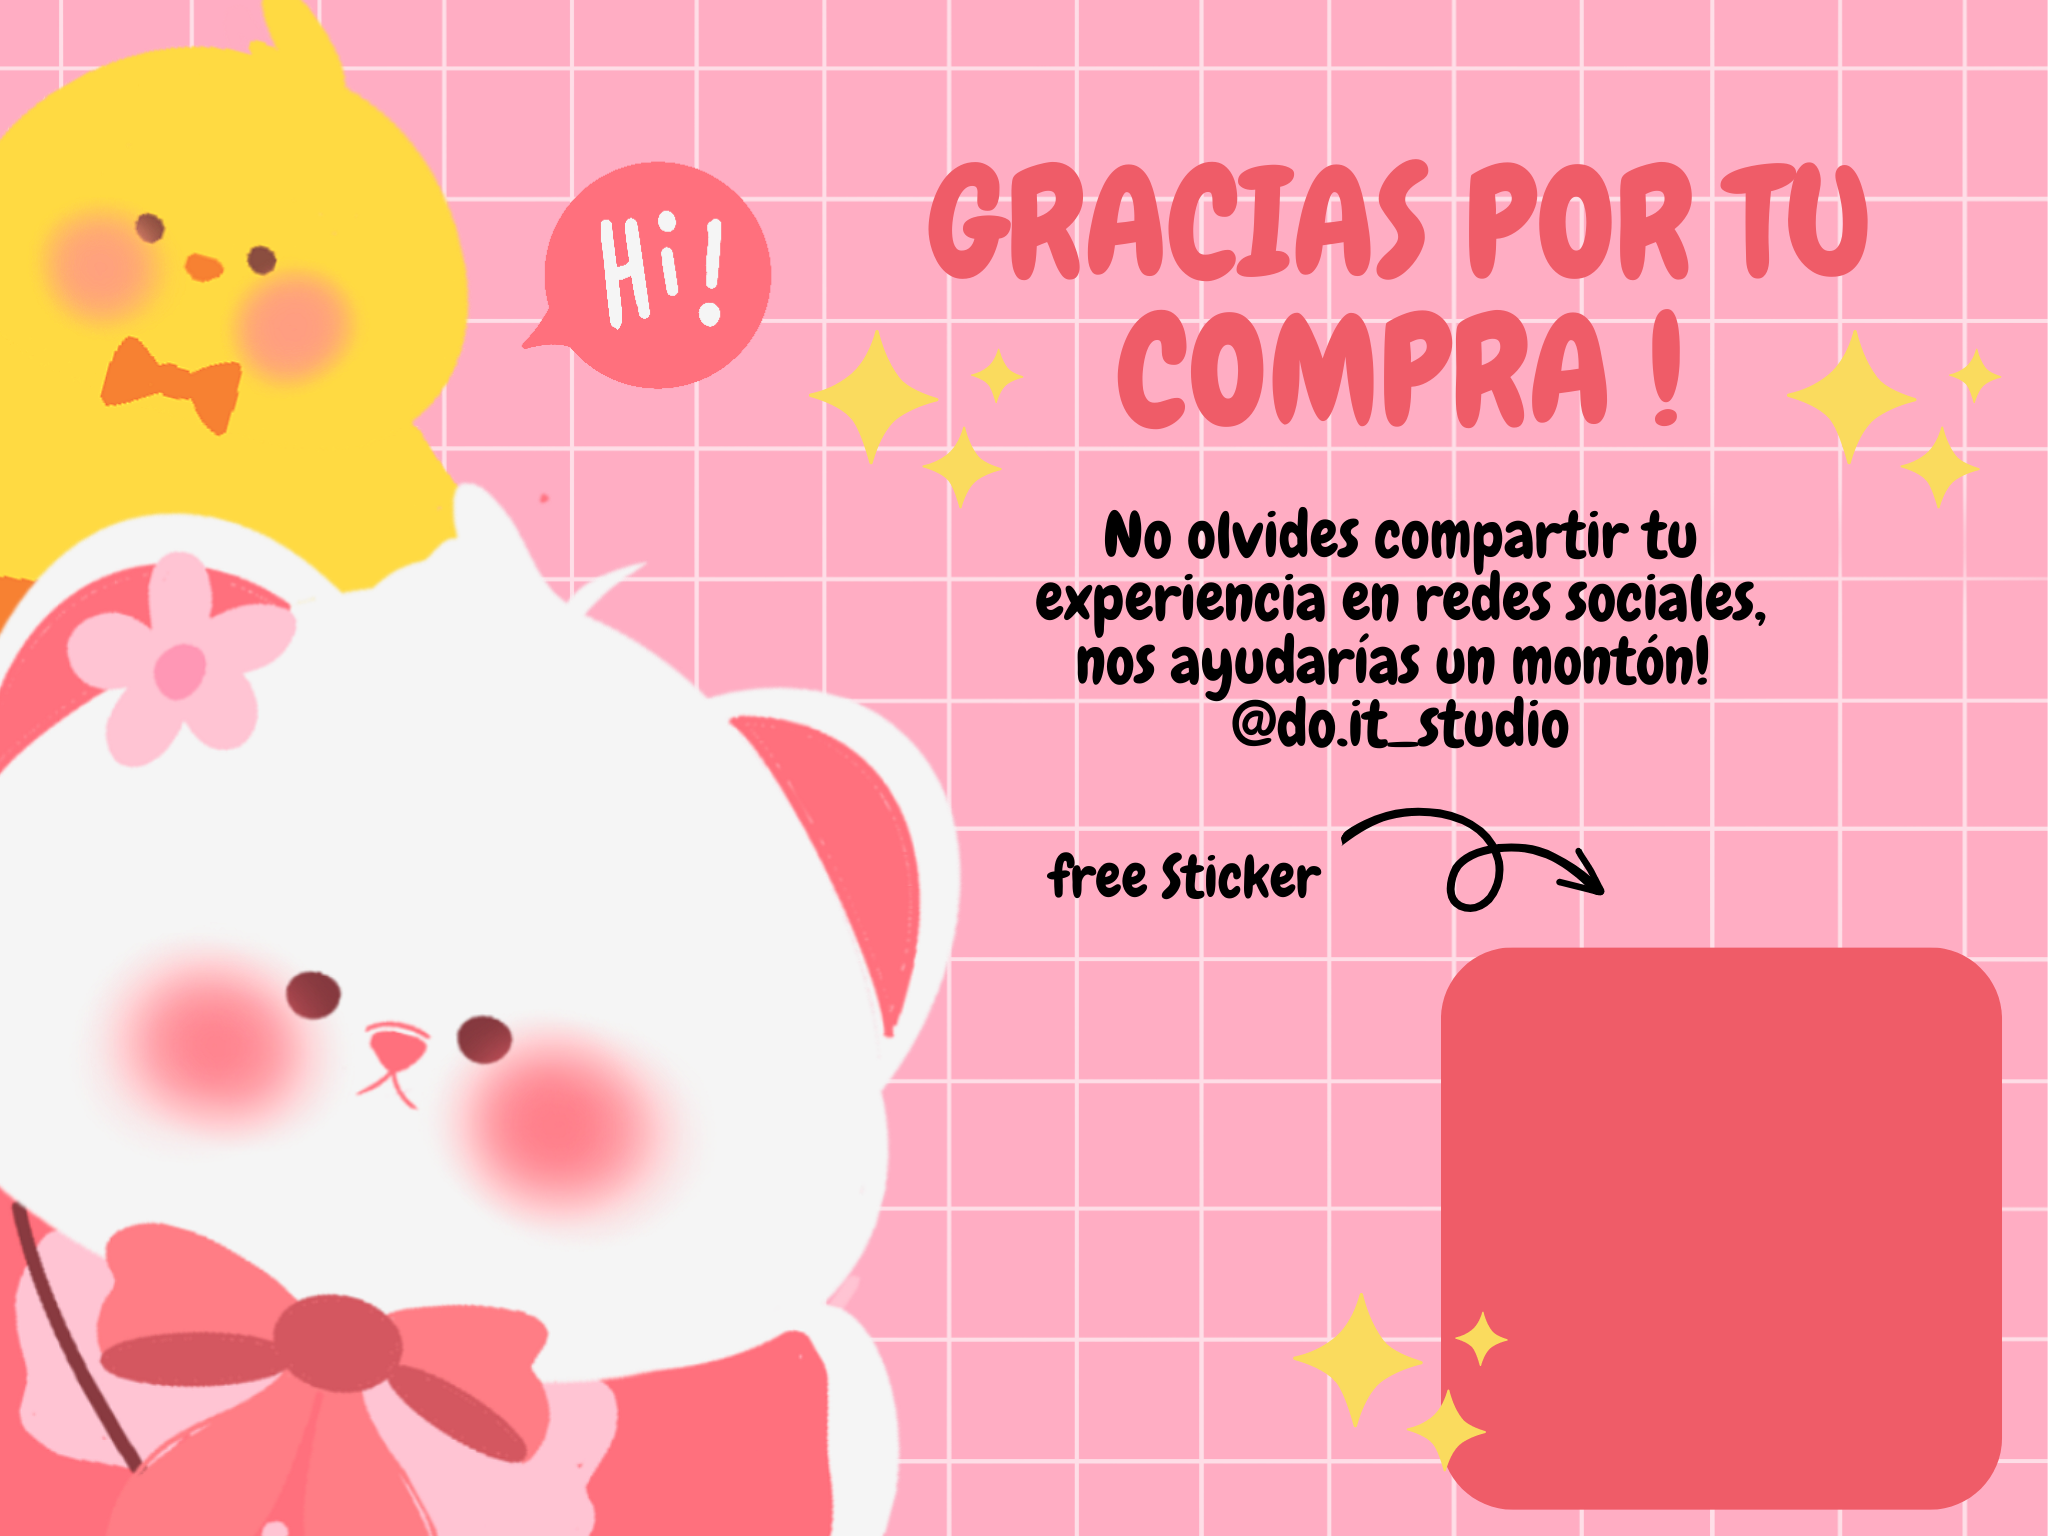 Hi!
GRACIAS POR TU
COMPRA !
No olvides compartir tu
experiencia en redes sociales,
nos ayudarías un montón!
@do.it_studio
free Sticker